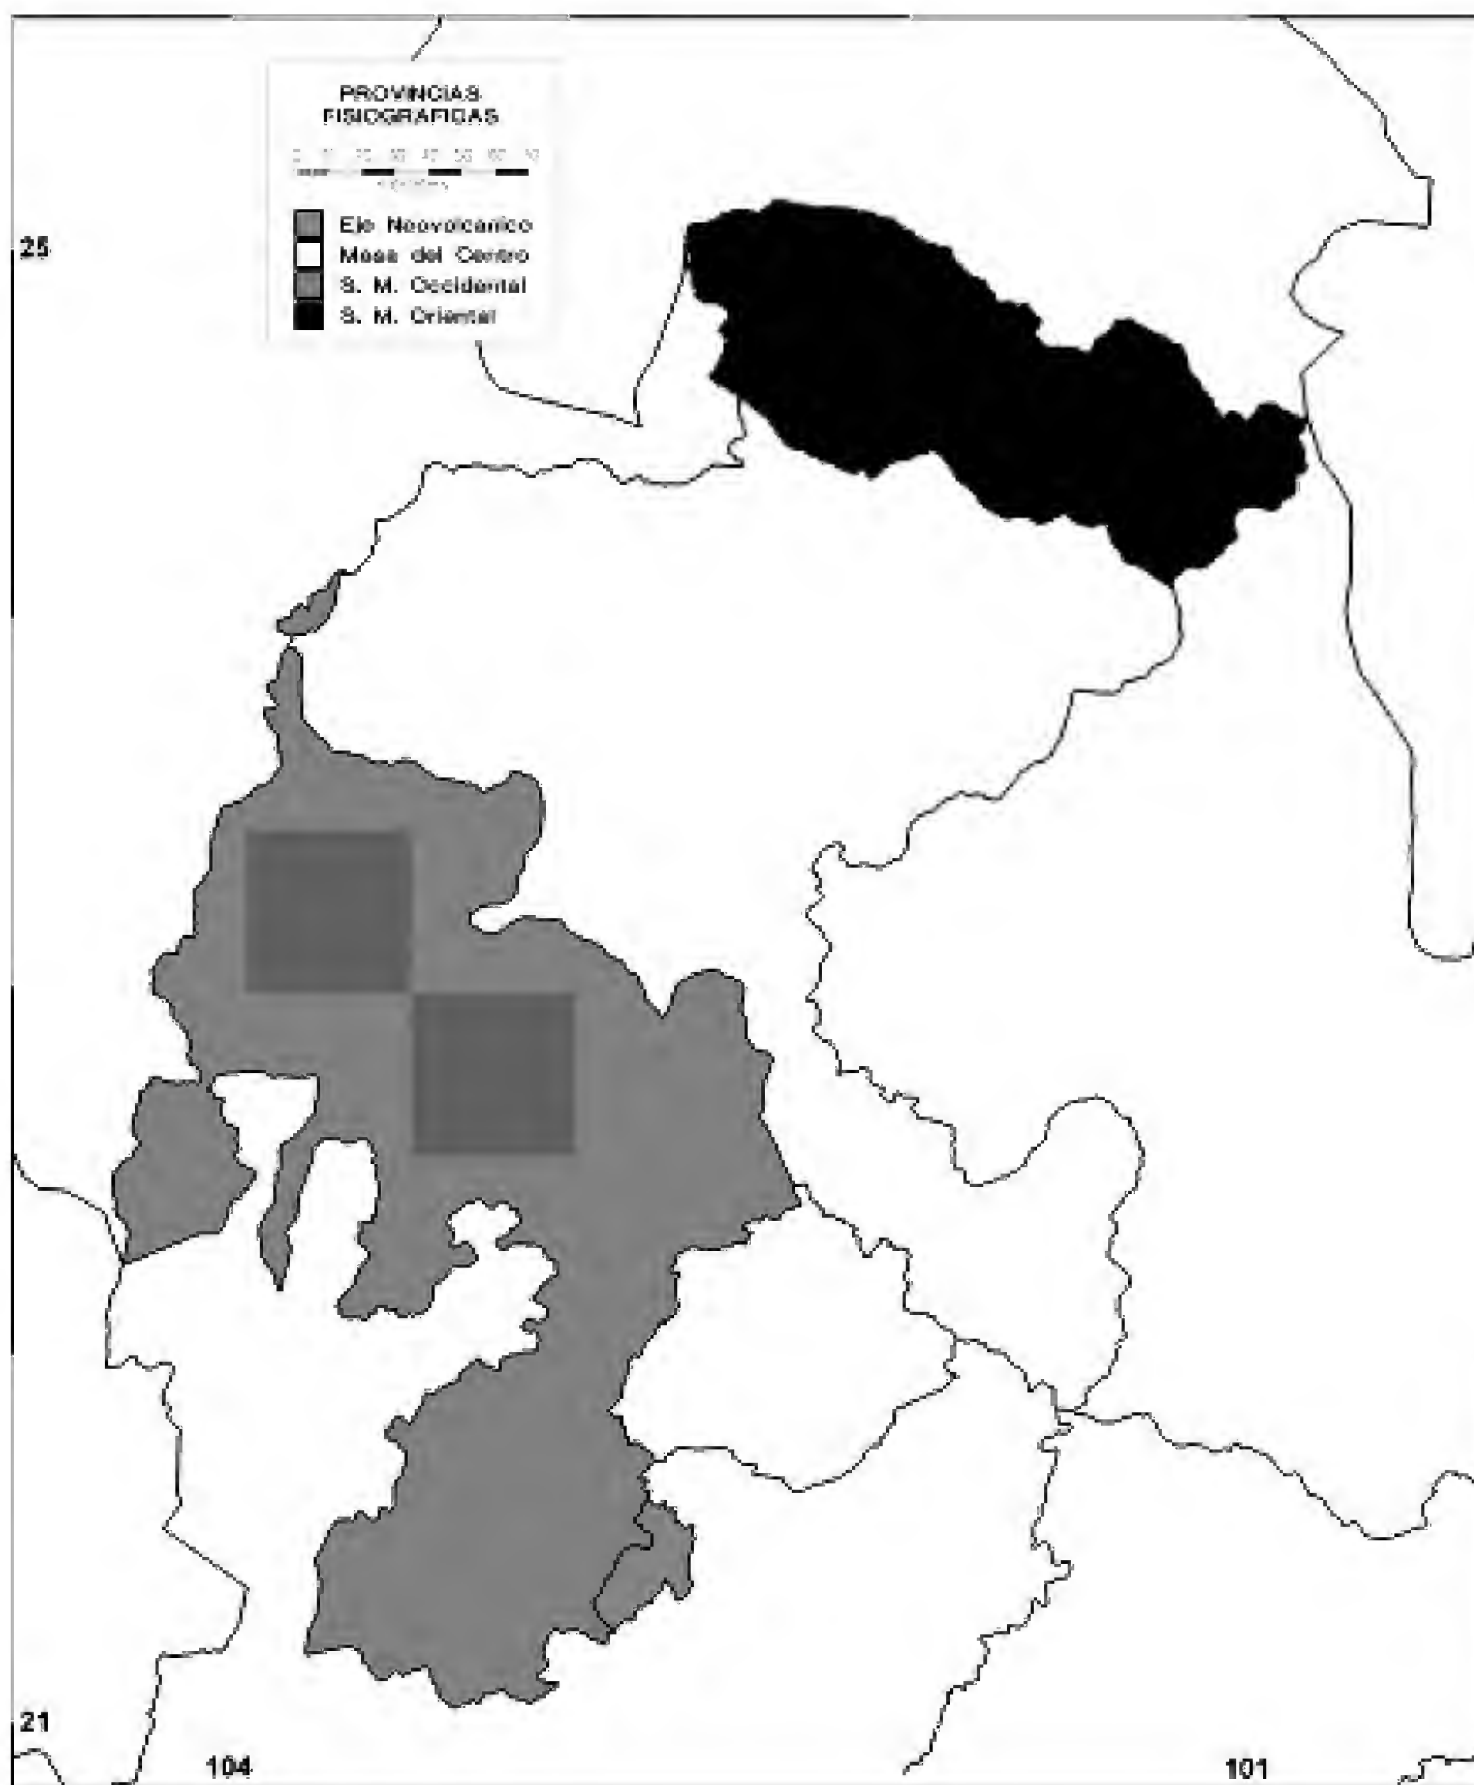 PROVINCIAS
FISIOGRAFICAS
Eje Neovolcanico
Mesa del Centro
S. M. Occidental
S. M. Oriental
25
21
104
101